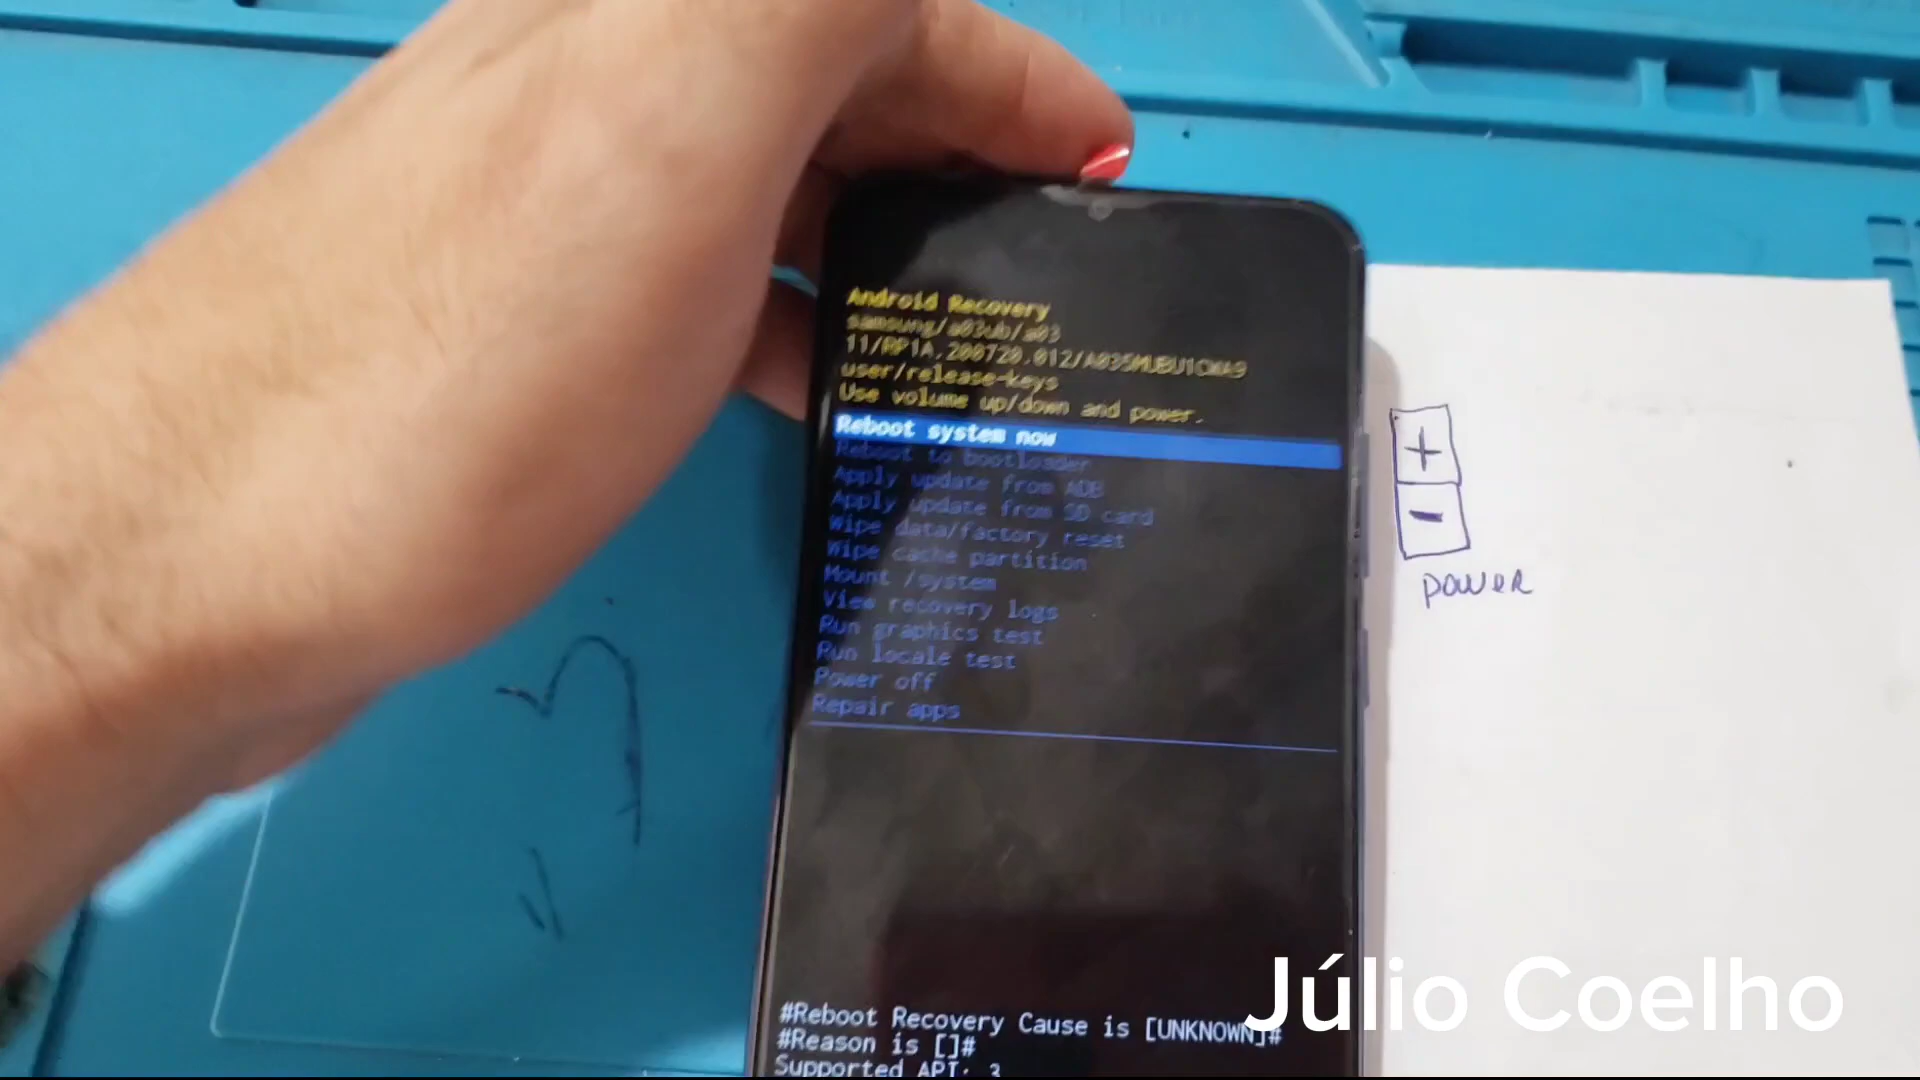 Android Recovery
samsung/a03ub/a03
11/RP1A.200720.012/A035MUBU1CWA9
user/release-keys
Use volume up/down and power.
Reboot system now
Reboot to bootloader
Apply update from ADB
Apply update from SD card
Wipe data/factory reset
Wipe cache partition
Mount /system
View recovery logs
Run graphics test
Run locale test
Power off
Repair apps
#Reboot Recovery Cause is [UNKNOWN]#
#Reason is []#
Supported API: 3
+
-
power
Júlio Coelho